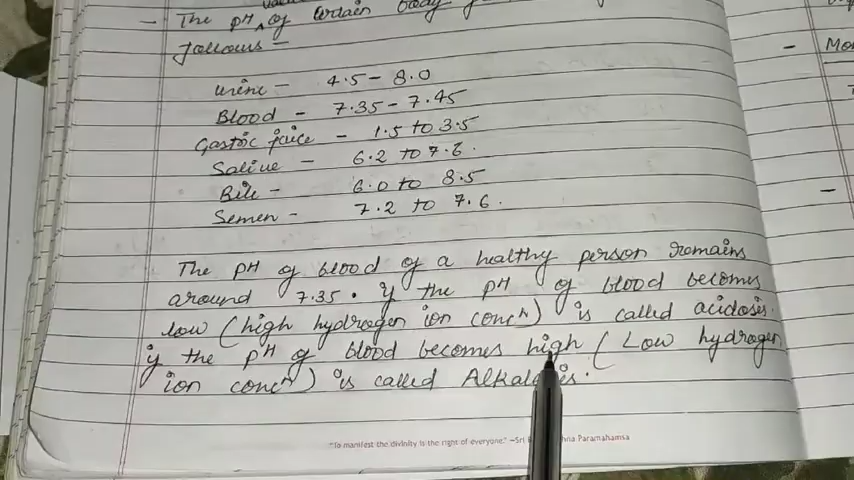 - The pH value of certain body
follows -
Urine - 4.5 - 8.0
Blood - 7.35 - 7.45
Gastric juice - 1.5 to 3.5
Salive - 6.2 to 7.6.
Bile - 6.0 to 8.5
Semen - 7.2 to 7.6.
The pH of blood of a healthy person remains
around 7.35. If the pH of blood becomes
low (high hydrogen ion concn) is called acidosis.
if the pH of blood becomes high (Low hydrogen
ion concn) is called Alkalosis.
"To manifest the divinity is the right of everyone." –Sri Paramahamsa